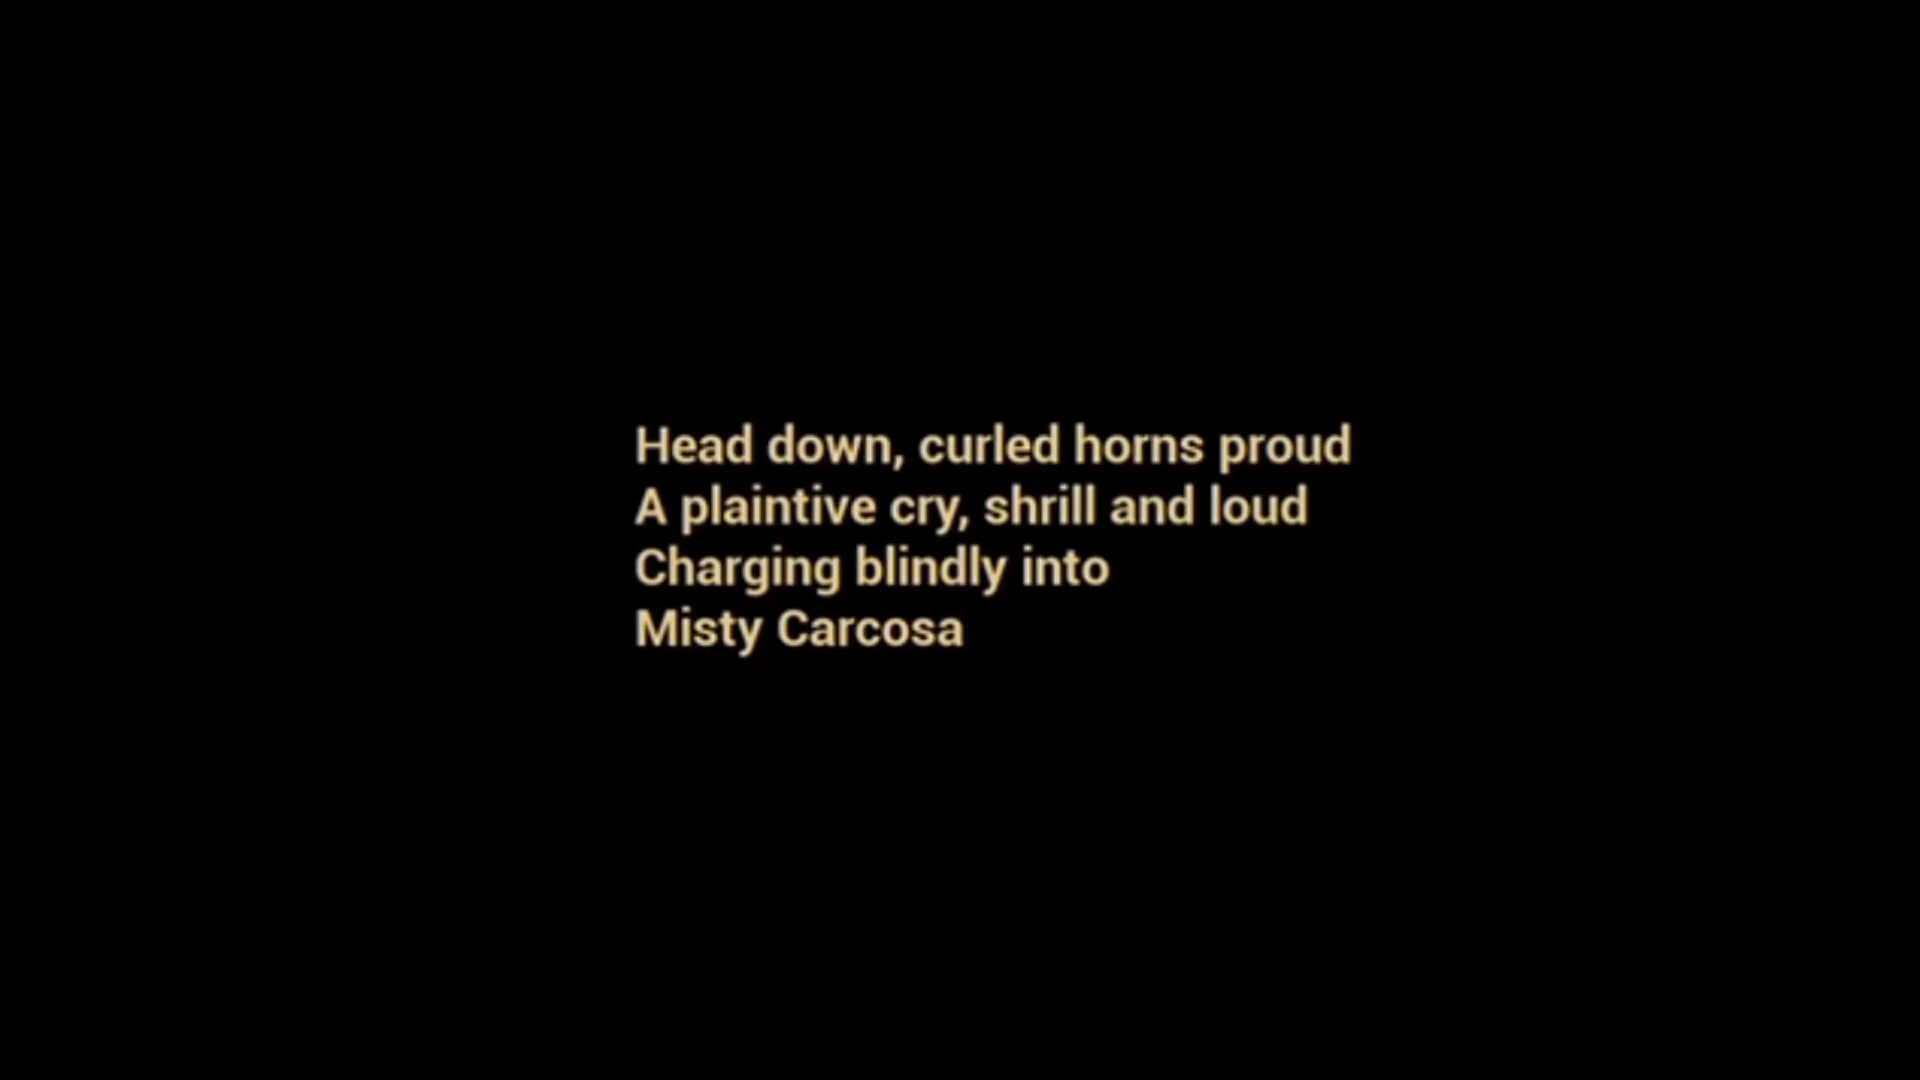 Head down, curled horns proud
A plaintive cry, shrill and loud
Charging blindly into
Misty Carcosa